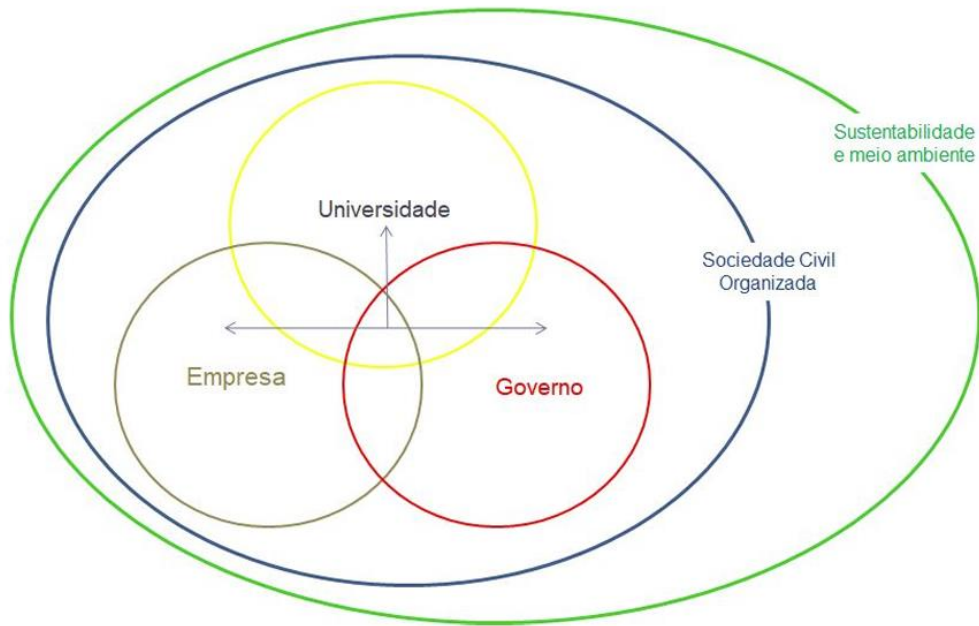 Sustentabilidade
e meio ambiente
Universidade
Sociedade Civil
Organizada
Empresa
Governo